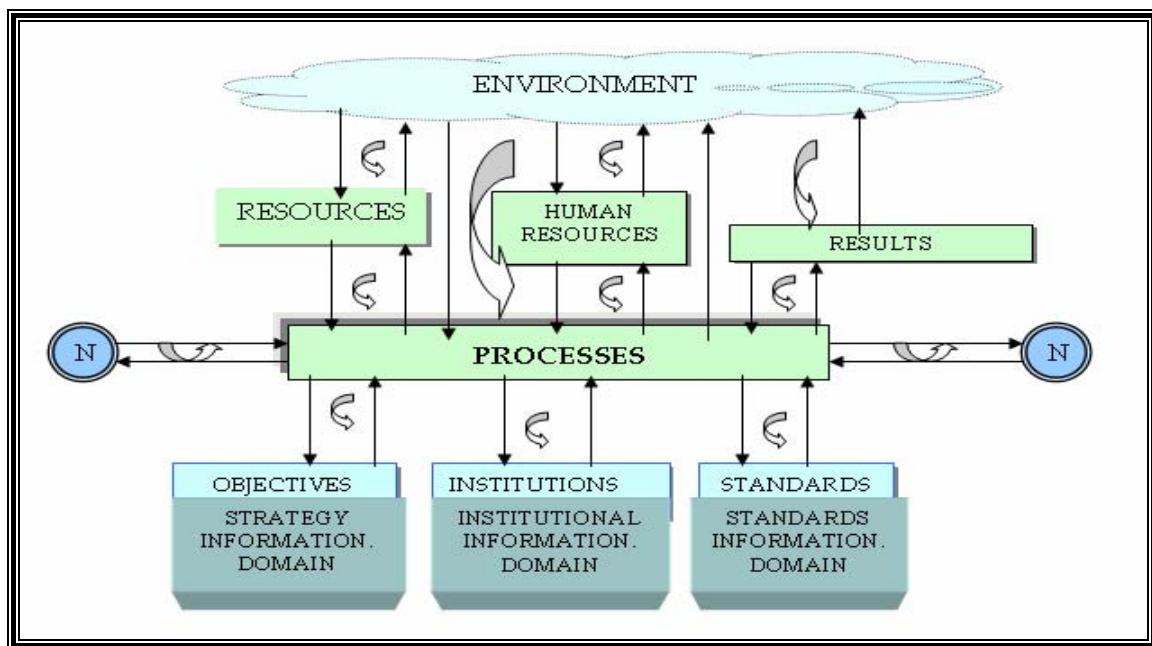 ENVIRONMENT
RESOURCES
HUMAN
RESOURCES
RESULTS
N
PROCESSES
N
OBJECTIVES
INSTITUTIONS
STANDARDS
STRATEGY
INFORMATION.
DOMAIN
INSTITUTIONAL
INFORMATION.
DOMAIN
STANDARDS
INFORMATION.
DOMAIN